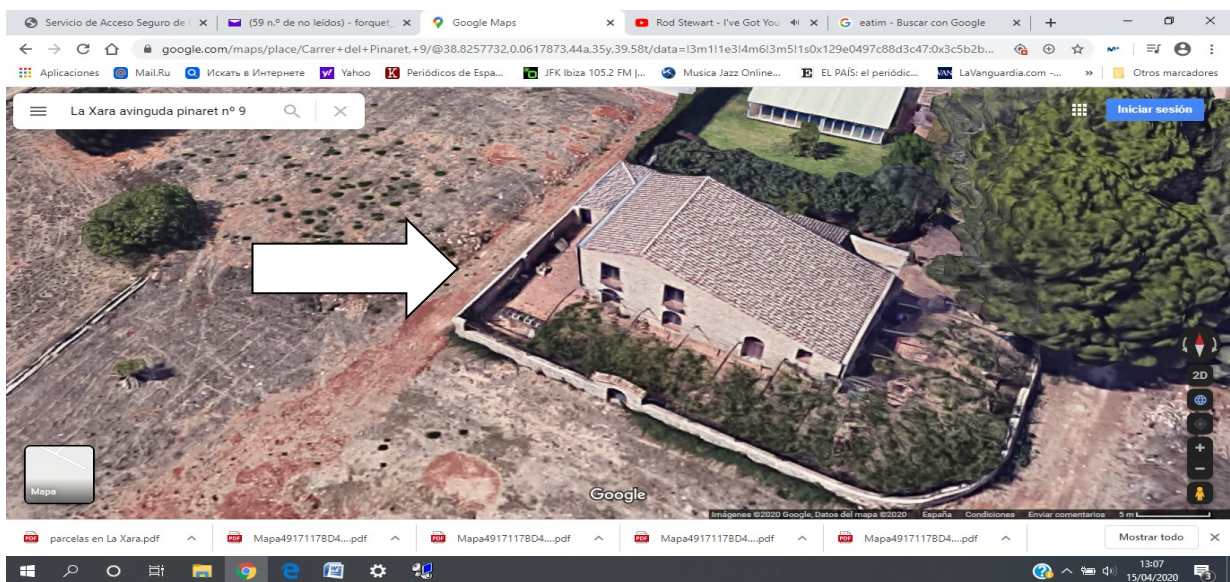 Servicio de Acceso Seguro de
(59 n.º de no leídos) - forquet_
Google Maps
Rod Stewart - I've Got You
eatim - Buscar con Google
google.com/maps/place/Carrer+del+Pinaret,+9/@38.8257732,0.0617873,44a,35y,39.58t/data=!3m1!1e3!4m6!3m5!1s0x129e0497c88d3c47:0x3c5b2b...
Aplicaciones
Mail.Ru
Искать в Интернете
Yahoo
Periódicos de Espa...
JFK Ibiza 105.2 FM |...
Musica Jazz Online...
EL PAÍS: el periódic...
LaVanguardia.com -...
Otros marcadores
La Xara avinguda pinaret nº 9
Iniciar sesión
2D
Mapa
Google
Imágenes ©2020 Google, Datos del mapa ©2020 España Condiciones Enviar comentarios 5 m
parcelas en La Xara.pdf
Mapa4917117BD4....pdf
Mapa4917117BD4....pdf
Mapa4917117BD4....pdf
Mapa4917117BD4....pdf
Mostrar todo
13:07
15/04/2020